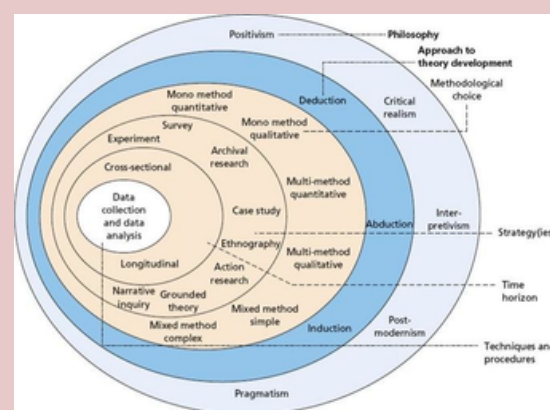 Positivism
Philosophy
Approach to
theory development
Methodological
choice
Mono method
quantitative
Deduction
Critical
realism
Survey
Mono method
qualitative
Experiment
Archival
research
Cross-sectional
Multi-method
quantitative
Data
collection
and data
analysis
Case study
Abduction
Inter-
pretivism
Strategy(ies
Ethnography
Multi-method
qualitative
Longitudinal
Action
research
Time
horizon
Narrative
inquiry
Grounded
theory
Mixed method
simple
Mixed method
complex
Induction
Post-
modernism
Techniques an
procedures
Pragmatism